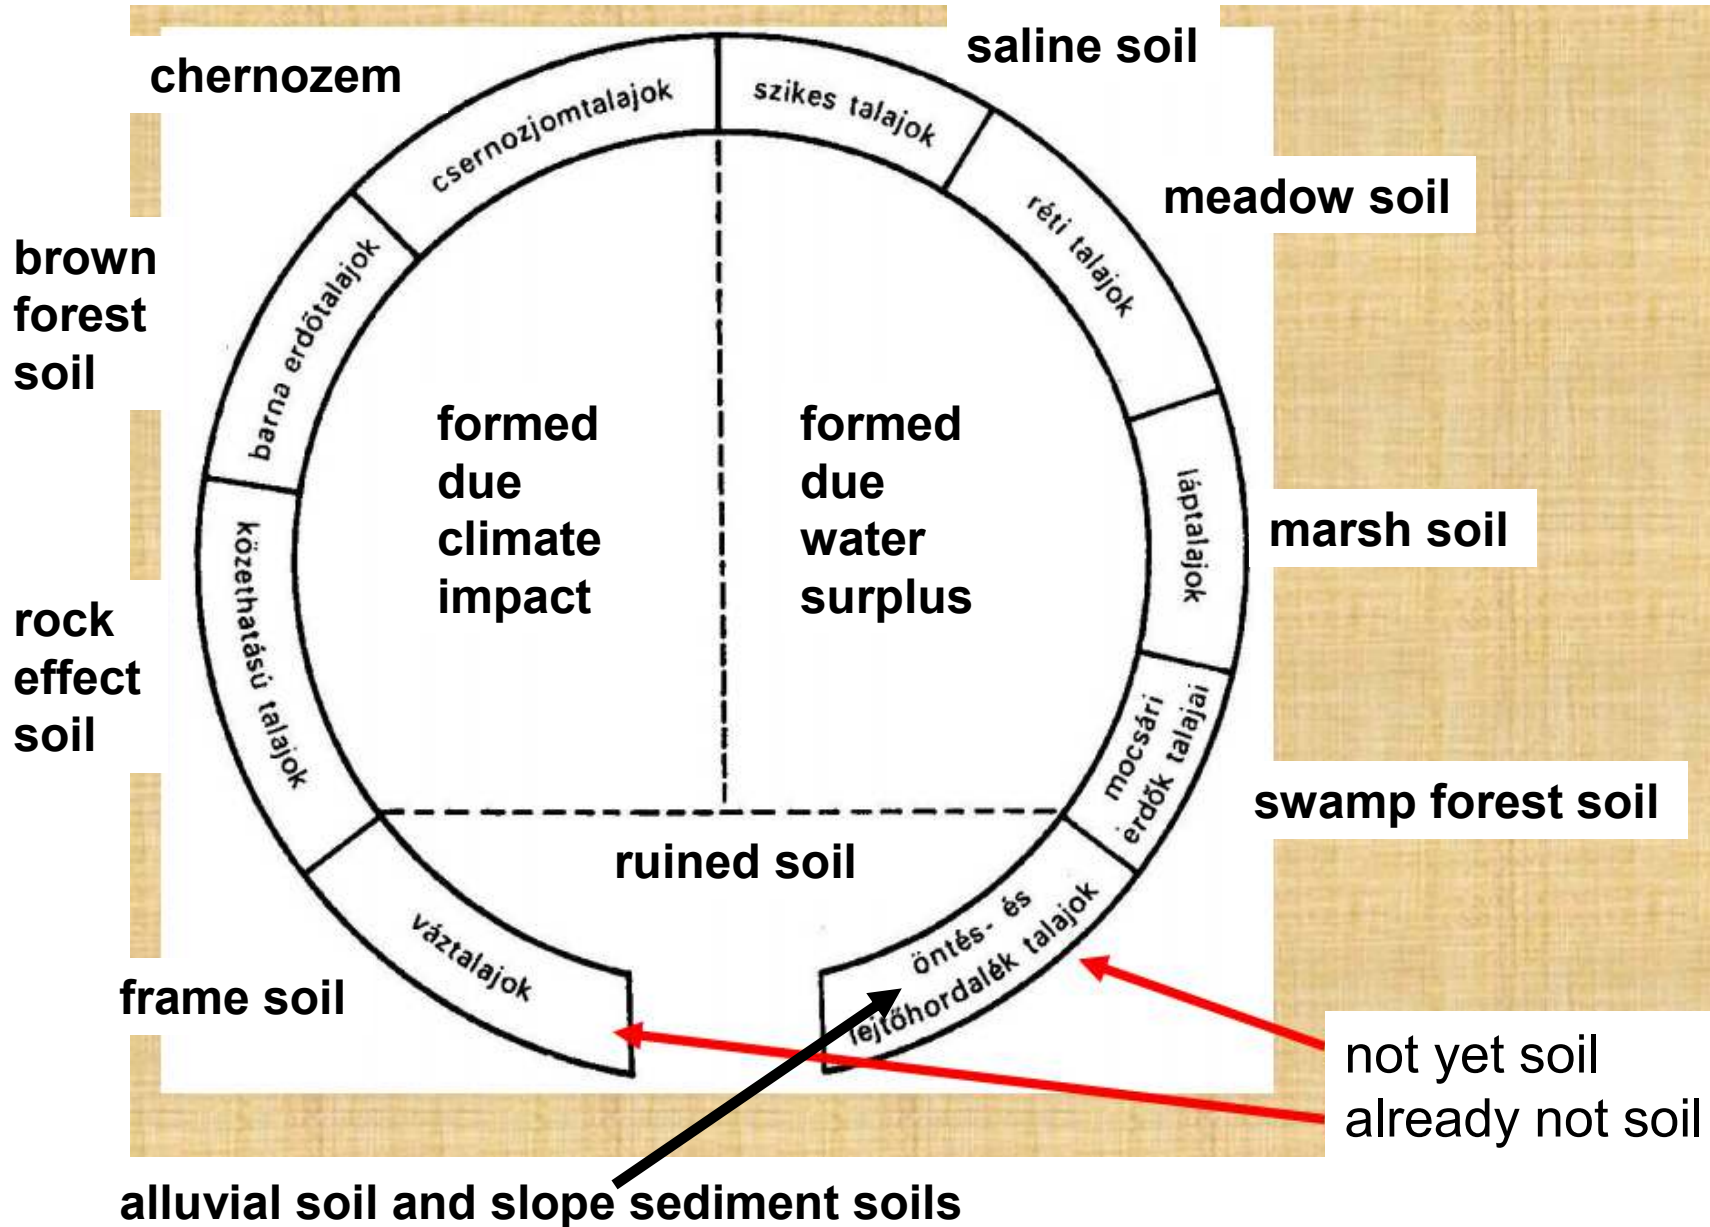 chernozem
saline soil
csernozjomtalajok
szikes talajok
meadow soil
réti talajok
brown
forest
soil
barna erdőtalajok
formed
due
climate
impact
formed
due
water
surplus
láptalajok
marsh soil
rock
effect
soil
közethatású talajok
mocsári
erdők talajai
swamp forest soil
ruined soil
váztalajok
frame soil
öntés- és
lejtőhordalék talajok
not yet soil
already not soil
alluvial soil and slope sediment soils